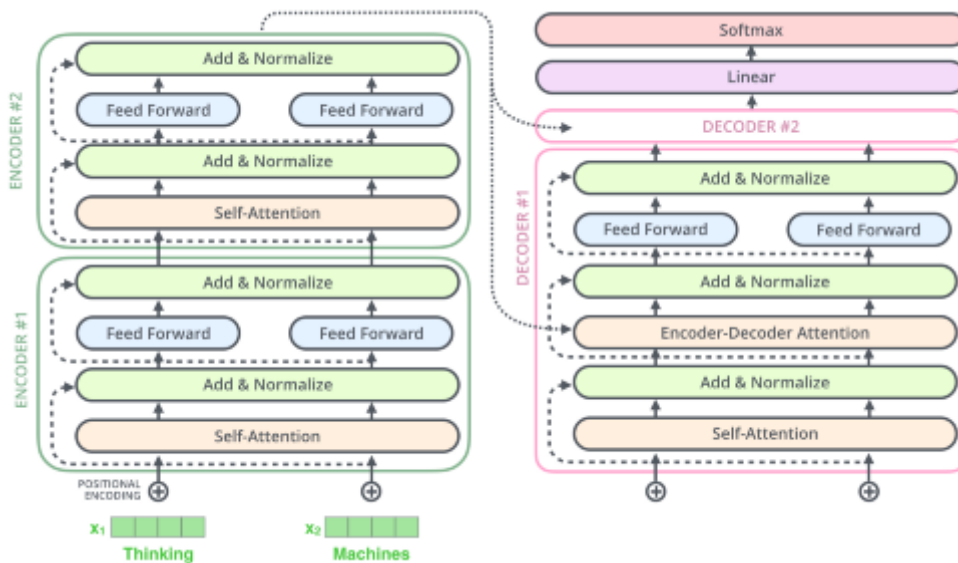 ENCODER #2
Add & Normalize
Feed Forward
Feed Forward
Add & Normalize
Self-Attention
ENCODER #1
Add & Normalize
Feed Forward
Feed Forward
Add & Normalize
Self-Attention
POSITIONAL
ENCODING
x₁
x₂
Thinking
Machines
Softmax
Linear
DECODER #2
DECODER #1
Add & Normalize
Feed Forward
Feed Forward
Add & Normalize
Encoder-Decoder Attention
Add & Normalize
Self-Attention